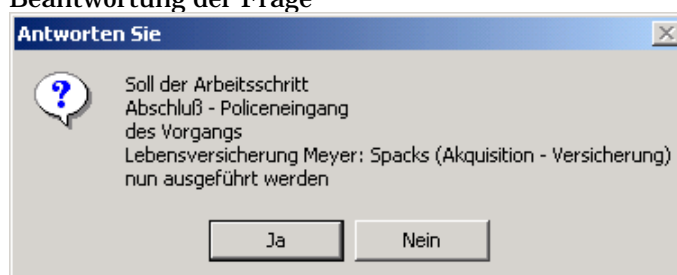 Beantwortung der Frage
Antworten Sie
Soll der Arbeitsschritt
Abschluß - Policeneingang
des Vorgangs
Lebensversicherung Meyer: Spacks (Akquisition - Versicherung)
nun ausgeführt werden
Ja
Nein